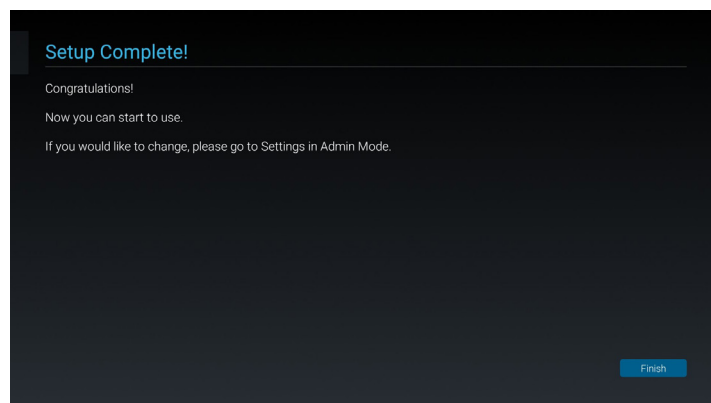 Setup Complete!
Congratulations!
Now you can start to use.
If you would like to change, please go to Settings in Admin Mode.
Finish